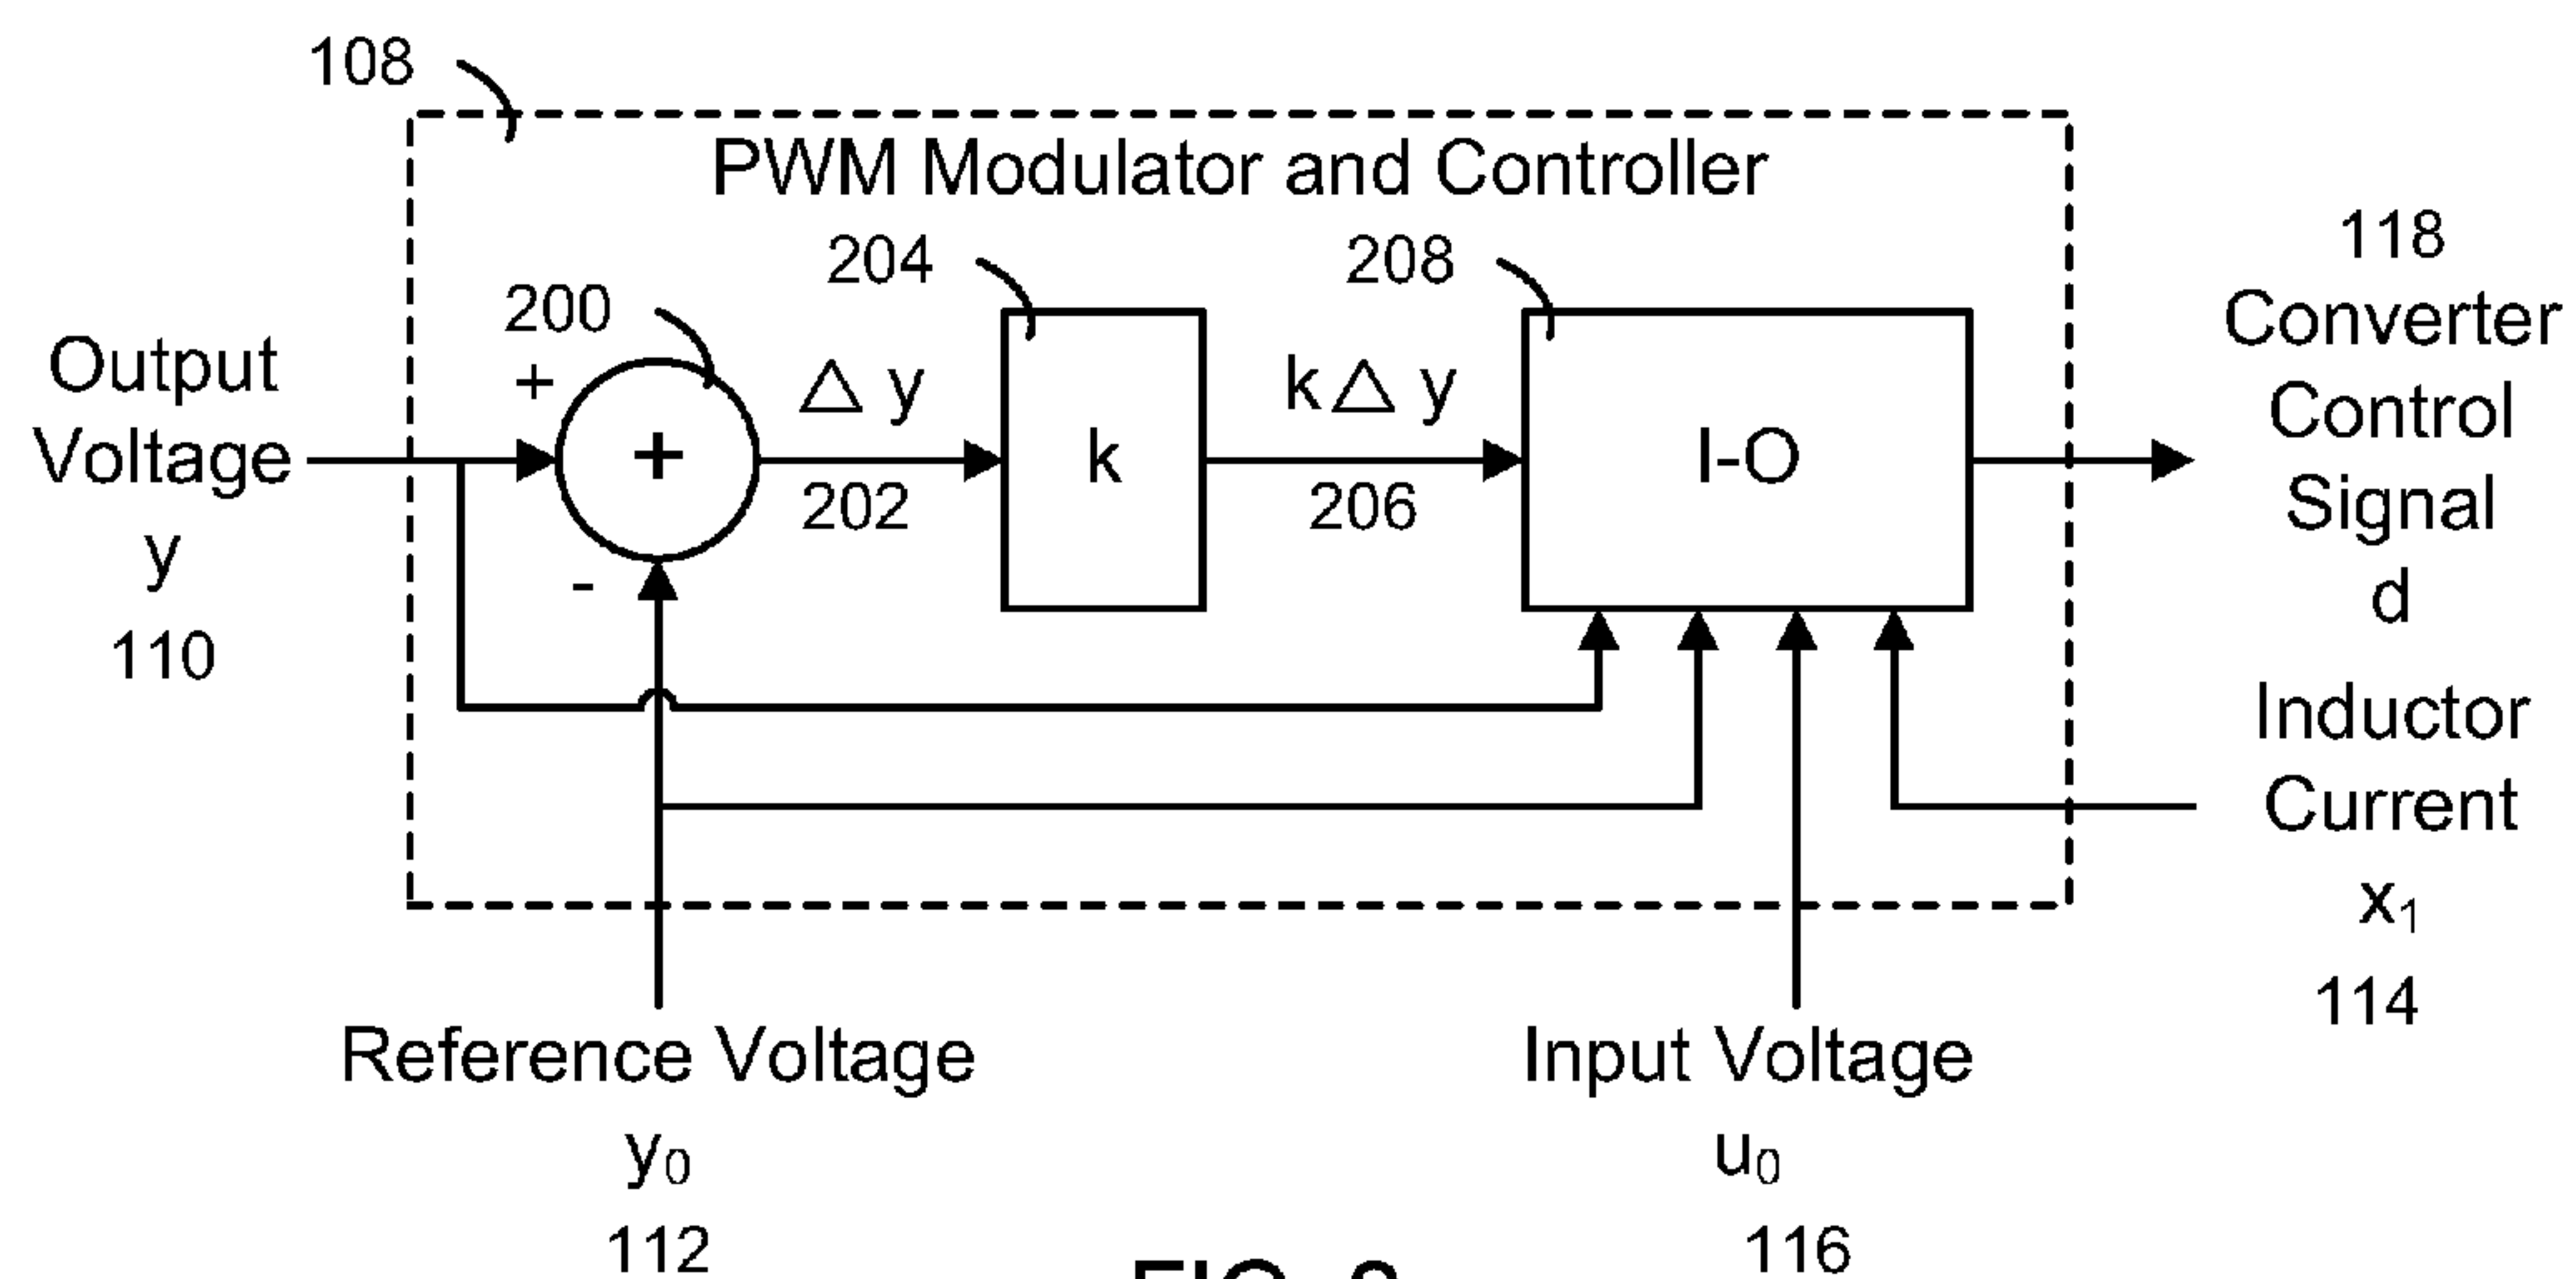 108
PWM Modulator and Controller
204
208
200
118
Converter
Control
Signal
d
Output
Voltage
y
110
+
+
-
△ y
202
k
k△ y
206
I-O
Inductor
Current
x₁
114
Reference Voltage
y₀
112
Input Voltage
u₀
116